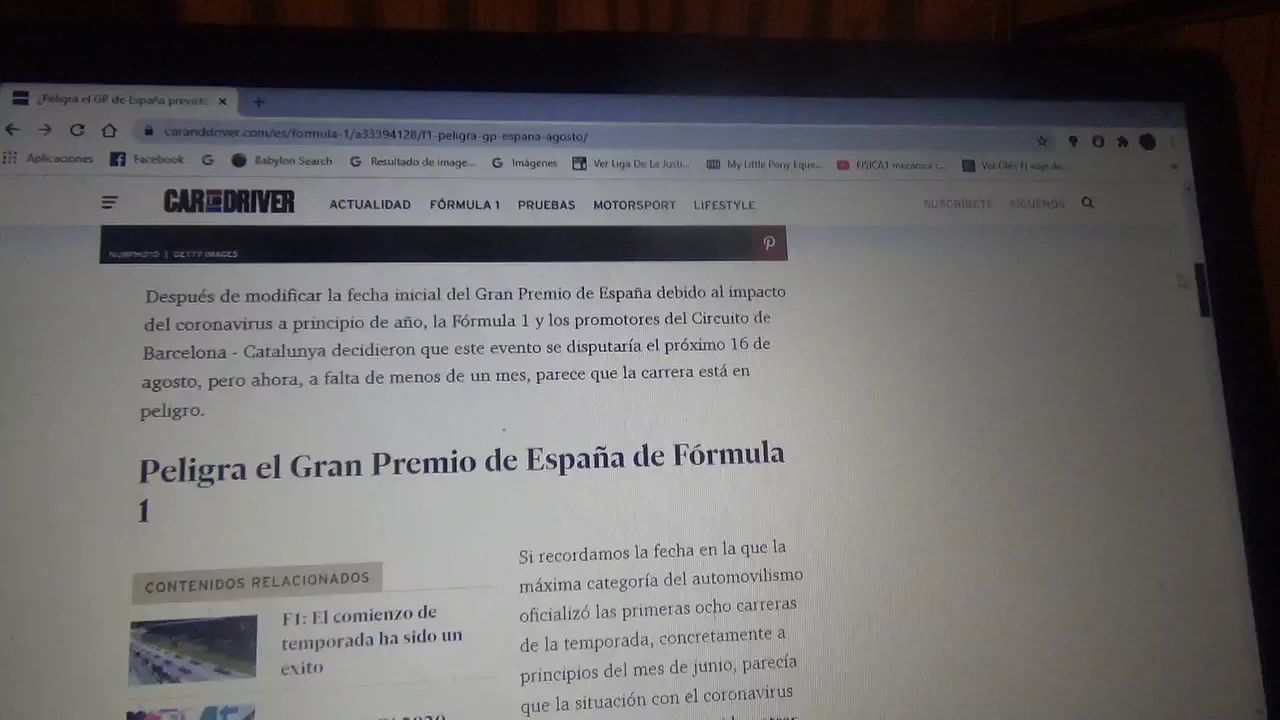 ¿Peligra el GP de España previsto
caranddriver.com/es/formula-1/a33394128/f1-peligra-gp-espana-agosto/
Aplicaciones Facebook Babylon Search Resultado de image... Imágenes Ver Liga De La Justi... My Little Pony Eque... FISICA1 mecanica
CAR AND DRIVER ACTUALIDAD FÓRMULA 1 PRUEBAS MOTORSPORT LIFESTYLE SUSCRÍBETE SÍGUENOS
NURPHOTO | GETTY IMAGES
Después de modificar la fecha inicial del Gran Premio de España debido al impacto
del coronavirus a principio de año, la Fórmula 1 y los promotores del Circuito de
Barcelona - Catalunya decidieron que este evento se disputaría el próximo 16 de
agosto, pero ahora, a falta de menos de un mes, parece que la carrera está en
peligro.
Peligra el Gran Premio de España de Fórmula
1
CONTENIDOS RELACIONADOS
F1: El comienzo de
temporada ha sido un
éxito
Si recordamos la fecha en la que la
máxima categoría del automovilismo
oficializó las primeras ocho carreras
de la temporada, concretamente a
principios del mes de junio, parecía
que la situación con el coronavirus